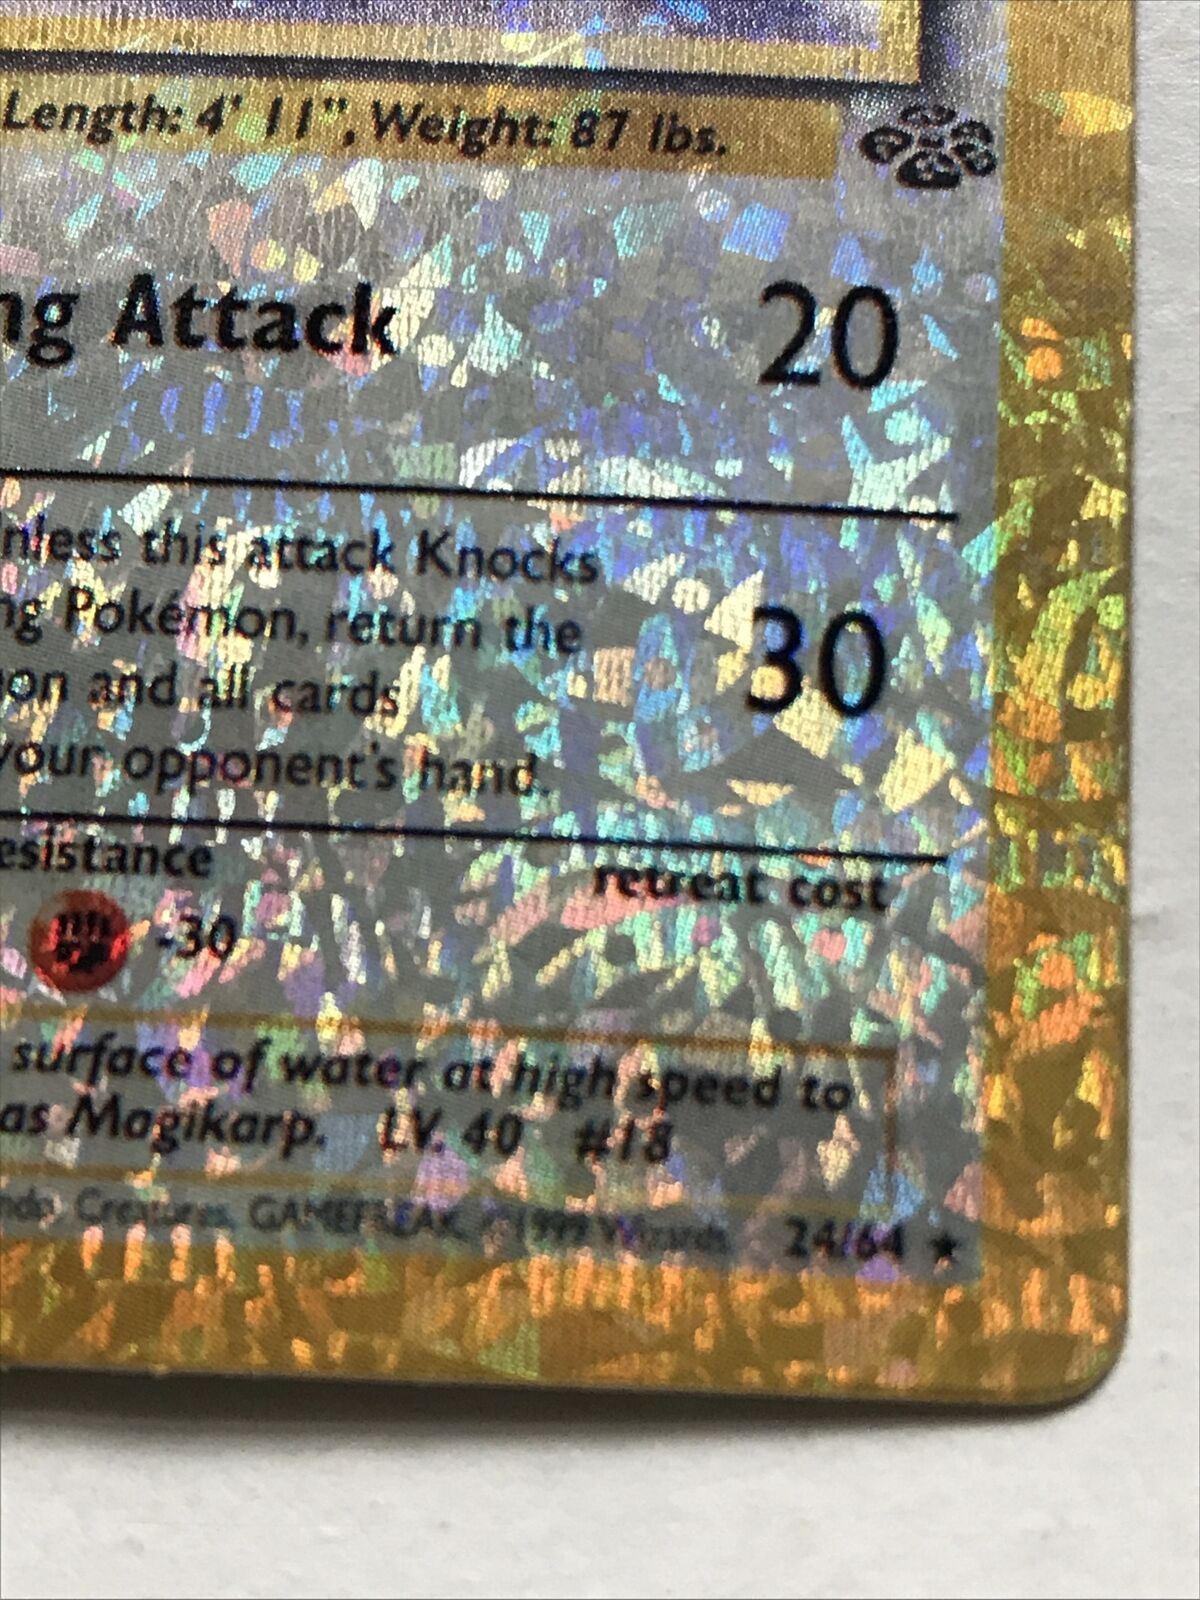 Length: 4' 11", Weight: 87 lbs.
ng Attack 20
nless this attack Knocks
ng Pokémon, return the
on and all cards
your opponent's hand.
30
esistance
retreat cost
-30
surface of water at high speed to
as Magikarp. LV. 40 #18
ndo, Creatures, GAMEFREAK. ©1999 Wizards. 24/64 ★